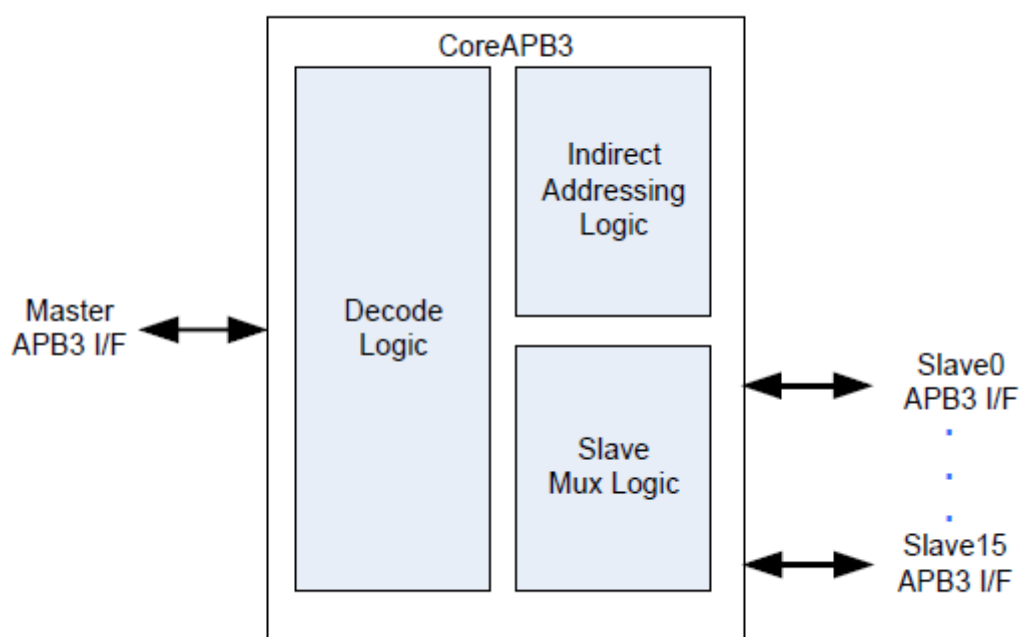 CoreAPB3
Indirect
Addressing
Logic
Master
APB3 I/F
Decode
Logic
Slave0
APB3 I/F
Slave
Mux Logic
Slave15
APB3 I/F